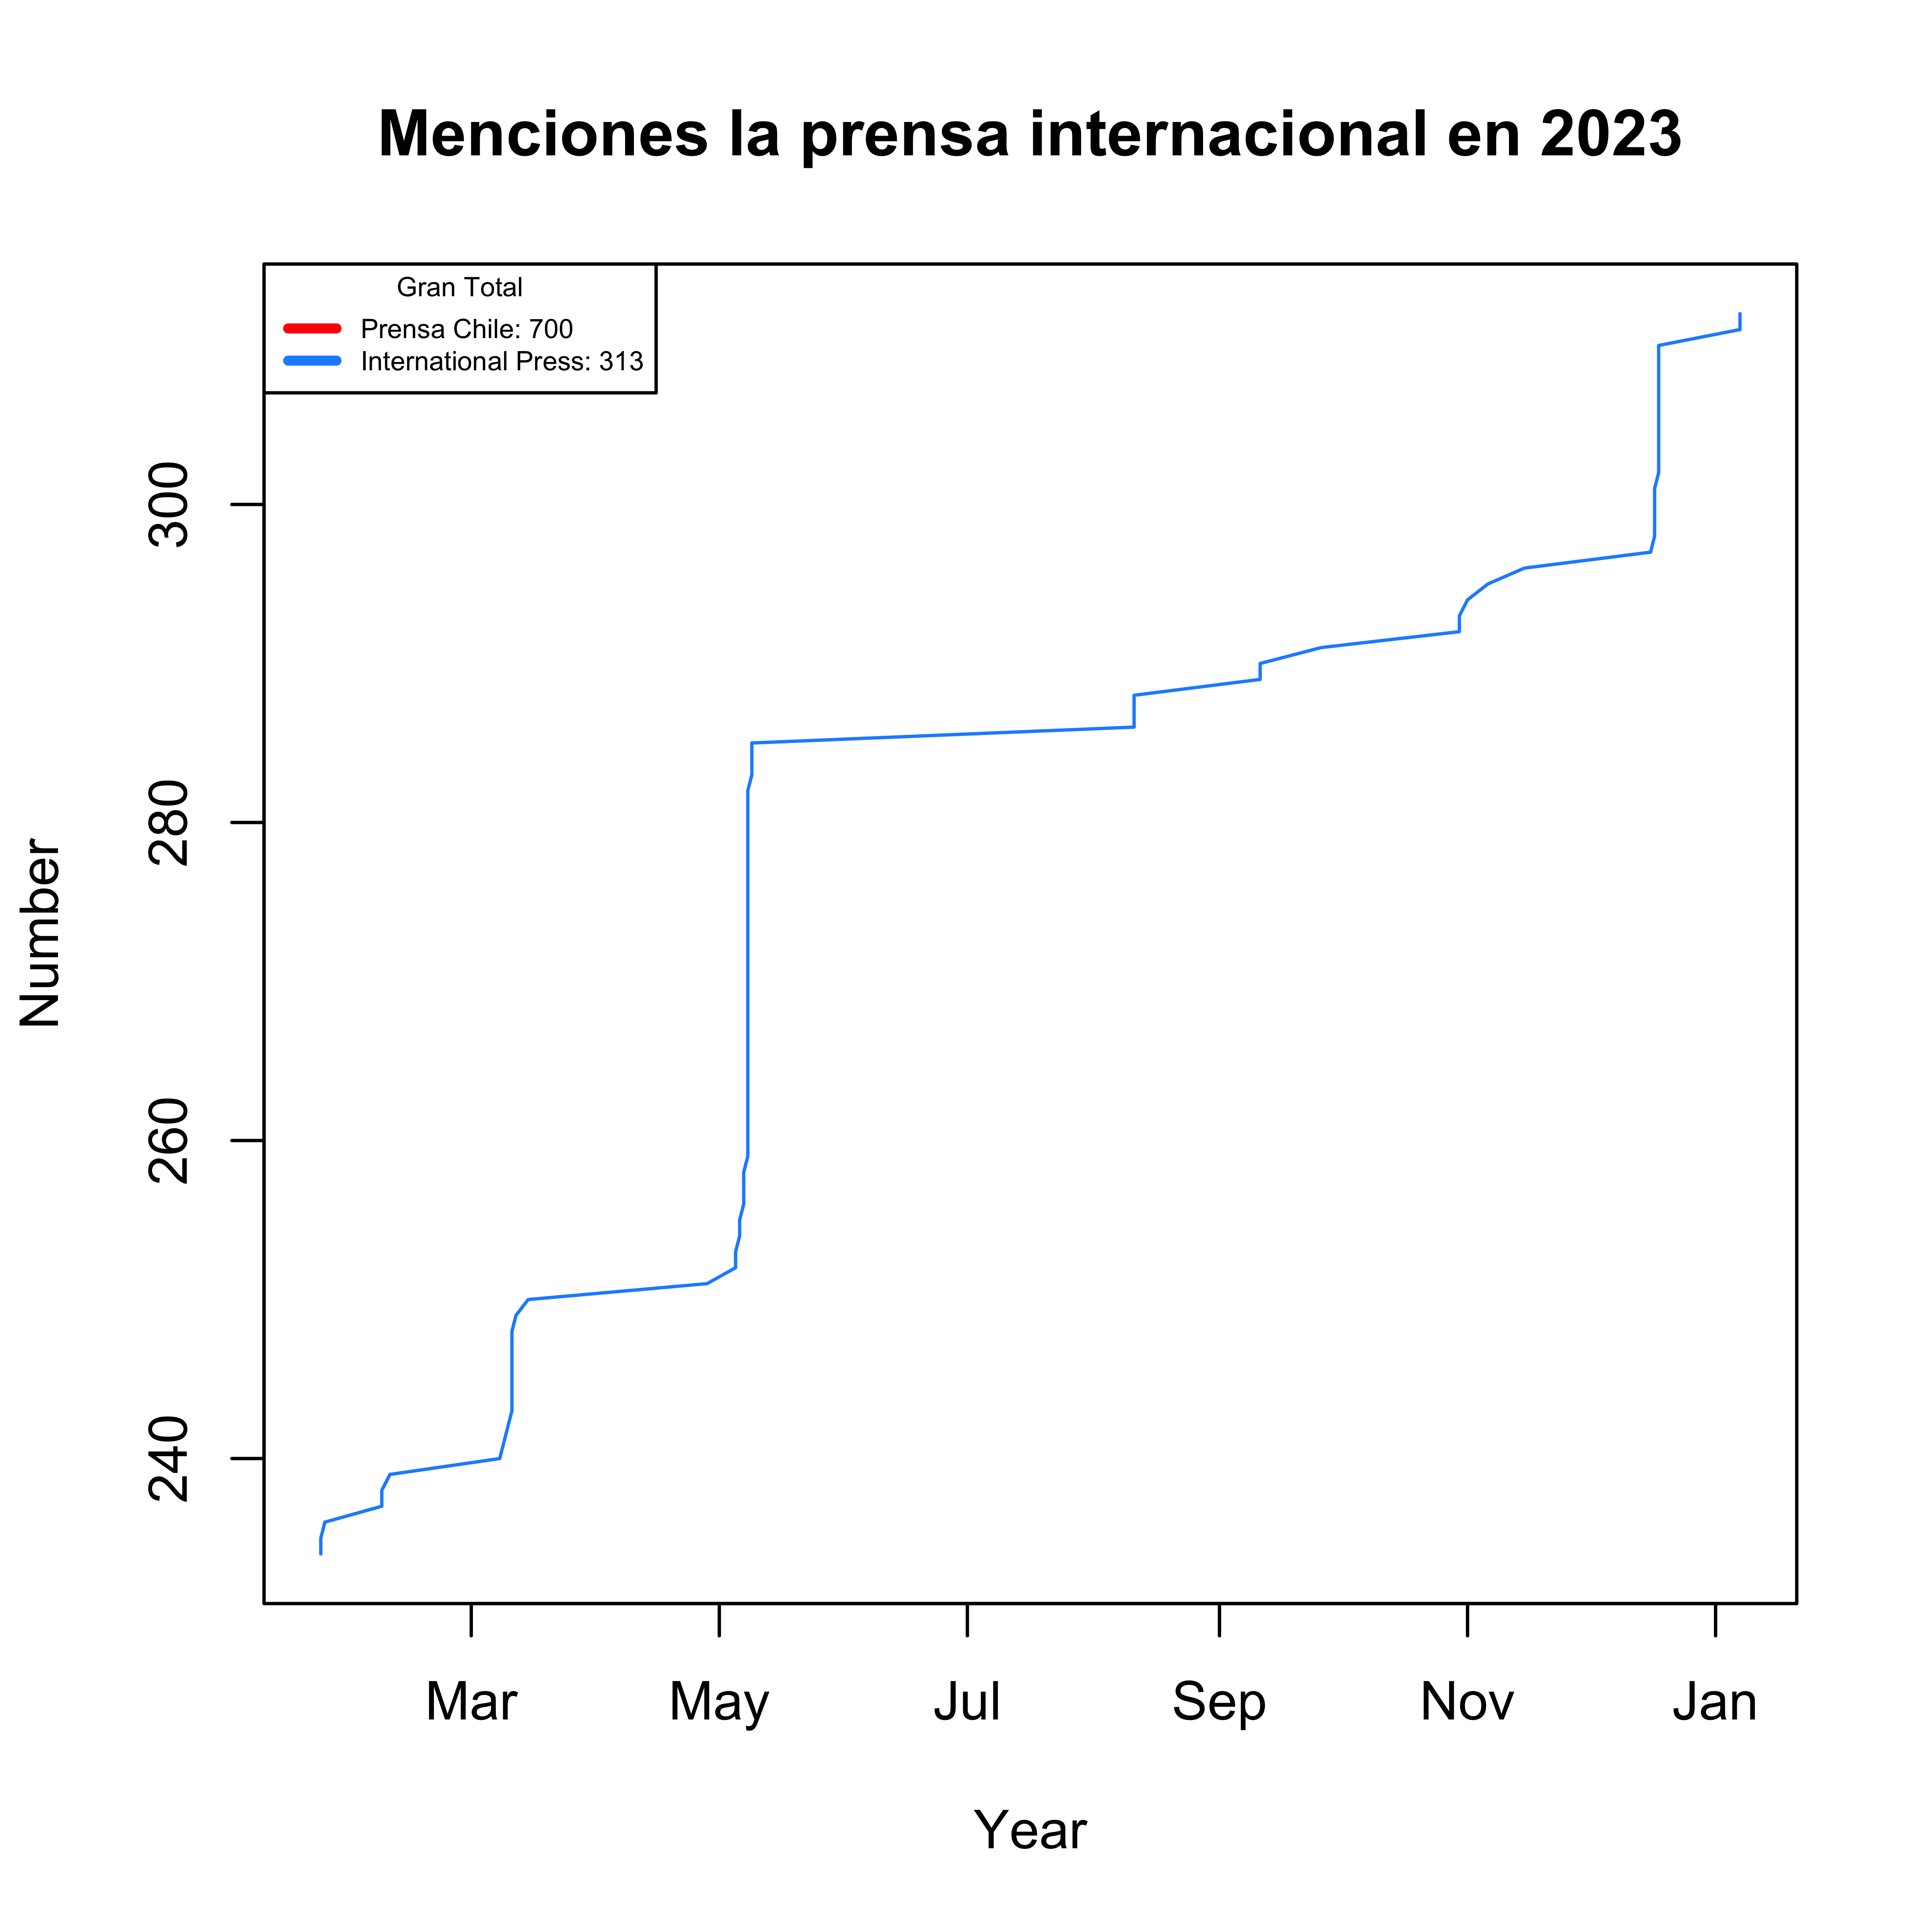 Menciones la prensa internacional en 2023
Gran Total
Prensa Chile: 700
International Press: 313
Number
300
280
260
240
Mar May Jul Sep Nov Jan
Year